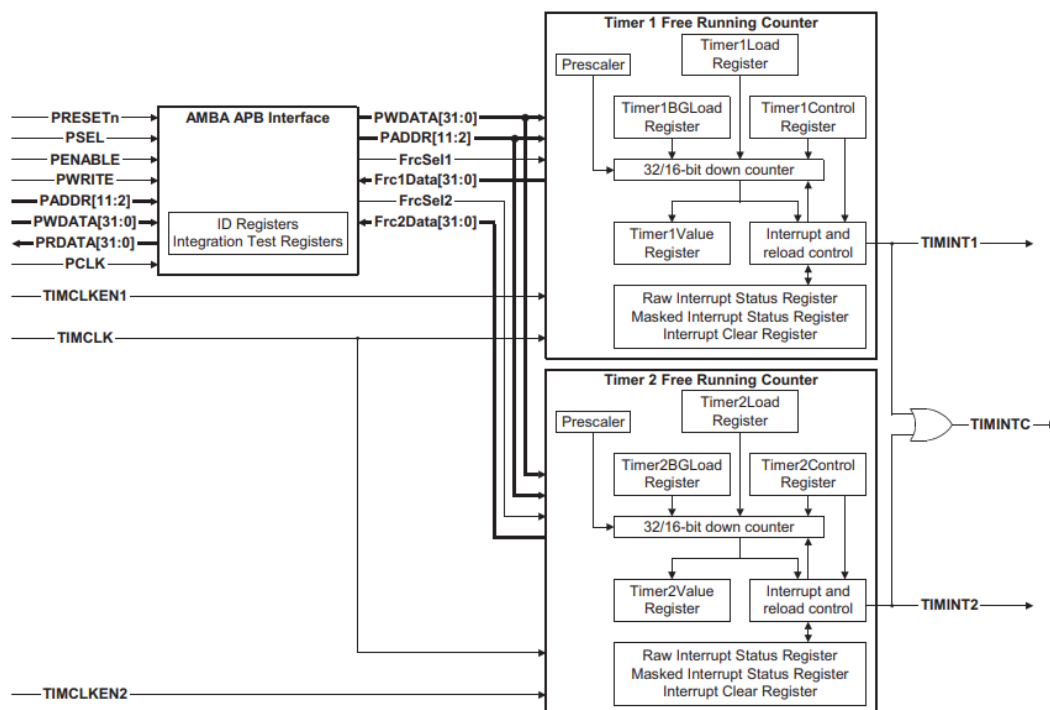 Timer 1 Free Running Counter
Timer1Load
Register
Prescaler
Timer1BGLoad
Register
Timer1Control
Register
32/16-bit down counter
Timer1Value
Register
Interrupt and
reload control
Raw Interrupt Status Register
Masked Interrupt Status Register
Interrupt Clear Register
PRESETn
PSEL
PENABLE
PWRITE
PADDR[11:2]
PWDATA[31:0]
PRDATA[31:0]
PCLK
AMBA APB Interface
ID Registers
Integration Test Registers
PWDATA[31:0]
PADDR[11:2]
FrcSel1
Frc1Data[31:0]
FrcSel2
Frc2Data[31:0]
TIMCLKEN1
TIMCLK
TIMINT1
Timer 2 Free Running Counter
Timer2Load
Register
Prescaler
Timer2BGLoad
Register
Timer2Control
Register
32/16-bit down counter
Timer2Value
Register
Interrupt and
reload control
Raw Interrupt Status Register
Masked Interrupt Status Register
Interrupt Clear Register
TIMINTC
TIMINT2
TIMCLKEN2